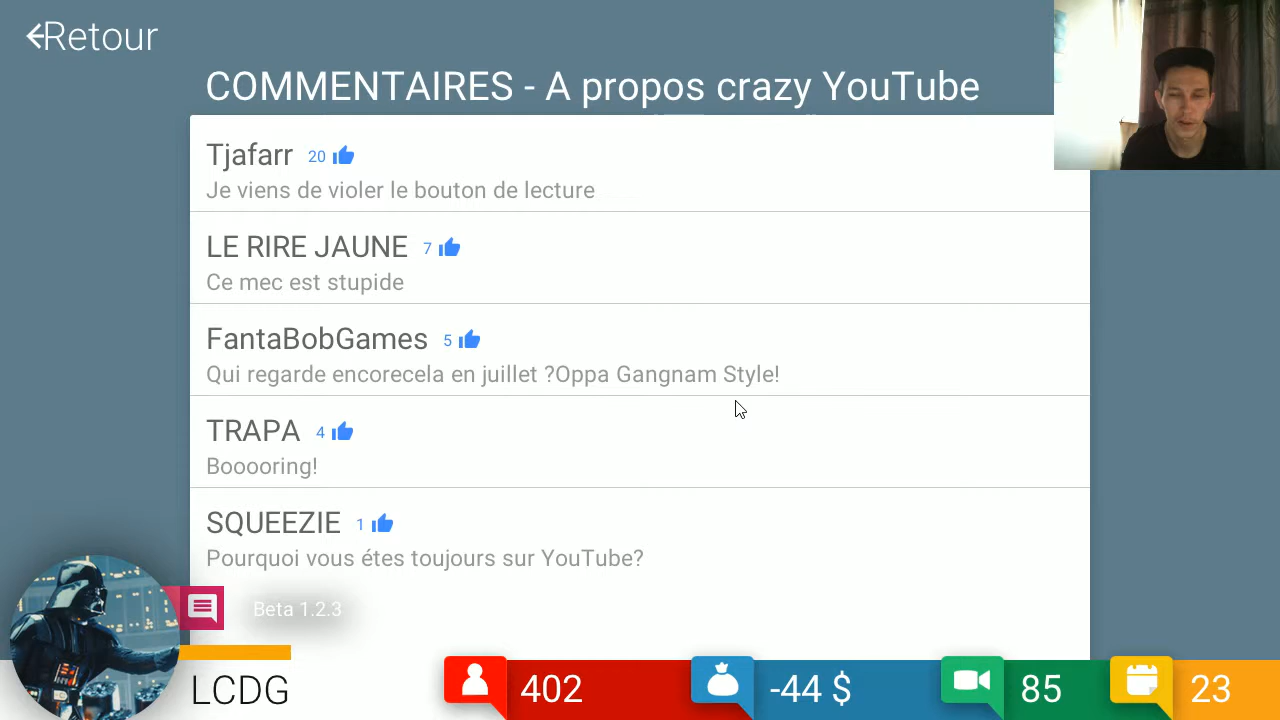 Retour
COMMENTAIRES - A propos crazy YouTube
Tjafarr 20
Je viens de violer le bouton de lecture
LE RIRE JAUNE 7
Ce mec est stupide
FantaBobGames 5
Qui regarde encorecela en juillet ?Oppa Gangnam Style!
TRAPA 4
Booooring!
SQUEEZIE 1
Pourquoi vous étes toujours sur YouTube?
Beta 1.2.3
LCDG
402
-44 $
85
23